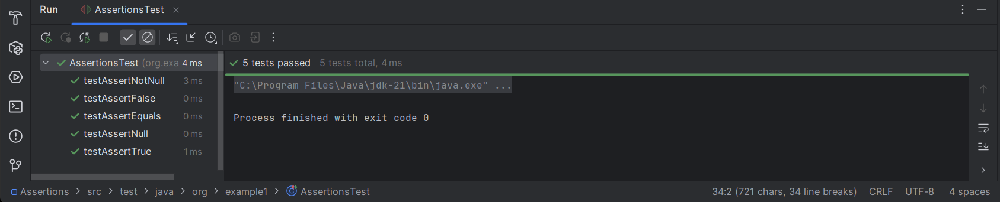 Run AssertionsTest
AssertionsTest (org.exa 4 ms
testAssertNotNull 3 ms
testAssertFalse 0 ms
testAssertEquals 0 ms
testAssertNull 0 ms
testAssertTrue 1 ms
5 tests passed 5 tests total, 4 ms
"C:\Program Files\Java\jdk-21\bin\java.exe" ...
Process finished with exit code 0
Assertions > src > test > java > org > example1 > AssertionsTest
34:2 (721 chars, 34 line breaks) CRLF UTF-8 4 spaces